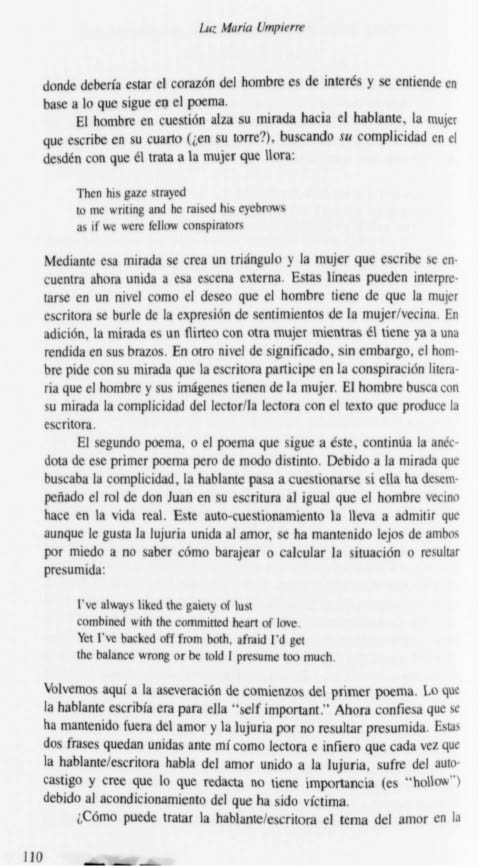 Luz María Umpierre
donde debería estar el corazón del hombre es de interés y se entiende en
base a lo que sigue en el poema.
El hombre en cuestión alza su mirada hacia el hablante, la mujer
que escribe en su cuarto (¿en su torre?), buscando su complicidad en el
desdén con que él trata a la mujer que llora:
Then his gaze strayed
to me writing and he raised his eyebrows
as if we were fellow conspirators
Mediante esa mirada se crea un triángulo y la mujer que escribe se en-
cuentra ahora unida a esa escena externa. Estas líneas pueden interpre-
tarse en un nivel como el deseo que el hombre tiene de que la mujer
escritora se burle de la expresión de sentimientos de la mujer/vecina. En
adición, la mirada es un flirteo con otra mujer mientras él tiene ya a una
rendida en sus brazos. En otro nivel de significado, sin embargo, el hom-
bre pide con su mirada que la escritora participe en la conspiración litera-
ria que el hombre y sus imágenes tienen de la mujer. El hombre busca con
su mirada la complicidad del lector/la lectora con el texto que produce la
escritora.
El segundo poema, o el poema que sigue a éste, continúa la anéc-
dota de ese primer poema pero de modo distinto. Debido a la mirada que
buscaba la complicidad, la hablante pasa a cuestionarse si ella ha desem-
peñado el rol de don Juan en su escritura al igual que el hombre vecino
hace en la vida real. Este auto-cuestionamiento la lleva a admitir que
aunque le gusta la lujuria unida al amor, se ha mantenido lejos de ambos
por miedo a no saber cómo barajear o calcular la situación o resultar
presumida:
I've always liked the gaiety of lust
combined with the committed heart of love.
Yet I've backed off from both, afraid I'd get
the balance wrong or be told I presume too much.
Volvemos aquí a la aseveración de comienzos del primer poema. Lo que
la hablante escribía era para ella "self important." Ahora confiesa que se
ha mantenido fuera del amor y la lujuria por no resultar presumida. Estas
dos frases quedan unidas ante mí como lectora e infiero que cada vez que
la hablante/escritora habla del amor unido a la lujuria, sufre del auto-
castigo y cree que lo que redacta no tiene importancia (es "hollow")
debido al acondicionamiento del que ha sido víctima.
¿Cómo puede tratar la hablante/escritora el tema del amor en la
110